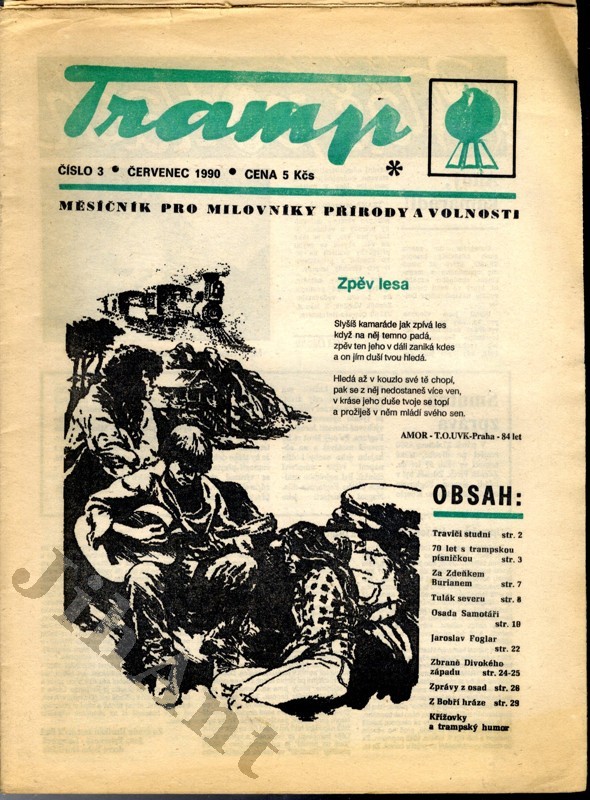 Tramp
ČÍSLO 3 • ČERVENEC 1990 • CENA 5 Kčs *
MĚSÍČNÍK PRO MILOVNÍKY PŘÍRODY A VOLNOSTI
Zpěv lesa
Slyšíš kamaráde jak zpívá les
když na něj temno padá,
zpěv ten jeho v dáli zaniká kdes
a on jím duši tvou hledá.
Hledá až v kouzlo své tě chopí,
pak se z něj nedostaneš více ven,
v kráse jeho duše tvoje se topí
a prožiješ v něm mládí svého sen.
AMOR - T.O.UVK-Praha - 84 let
OBSAH:
Travíči studní str. 2
70 let s trampskou
písničkou str. 3
Za Zdeňkem
Burianem str. 7
Tulák severu str. 8
Osada Samotáři
str. 10
Jaroslav Foglar
str. 22
Zbraně Divokého
západu str. 24-25
Zprávy z osad str. 28
Z Bobří hráze str. 29
Křížovky
a trampský humor
JihAnt